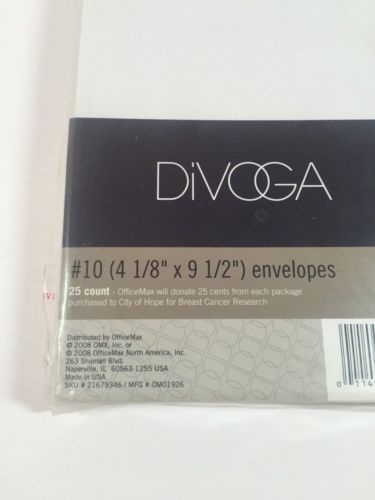 DiVOGA
#10 (4 1/8" x 9 1/2") envelopes
25 count - OfficeMax will donate 25 cents from each package
purchased to City of Hope for Breast Cancer Research
Distributed by OfficeMax
© 2008 OMX, Inc. or
© 2008 OfficeMax North America, Inc.
263 Shuman Blvd.
Naperville, IL 60563-1255 USA
Made in USA
SKU # 21679346 / MFG # OM01926
0 114